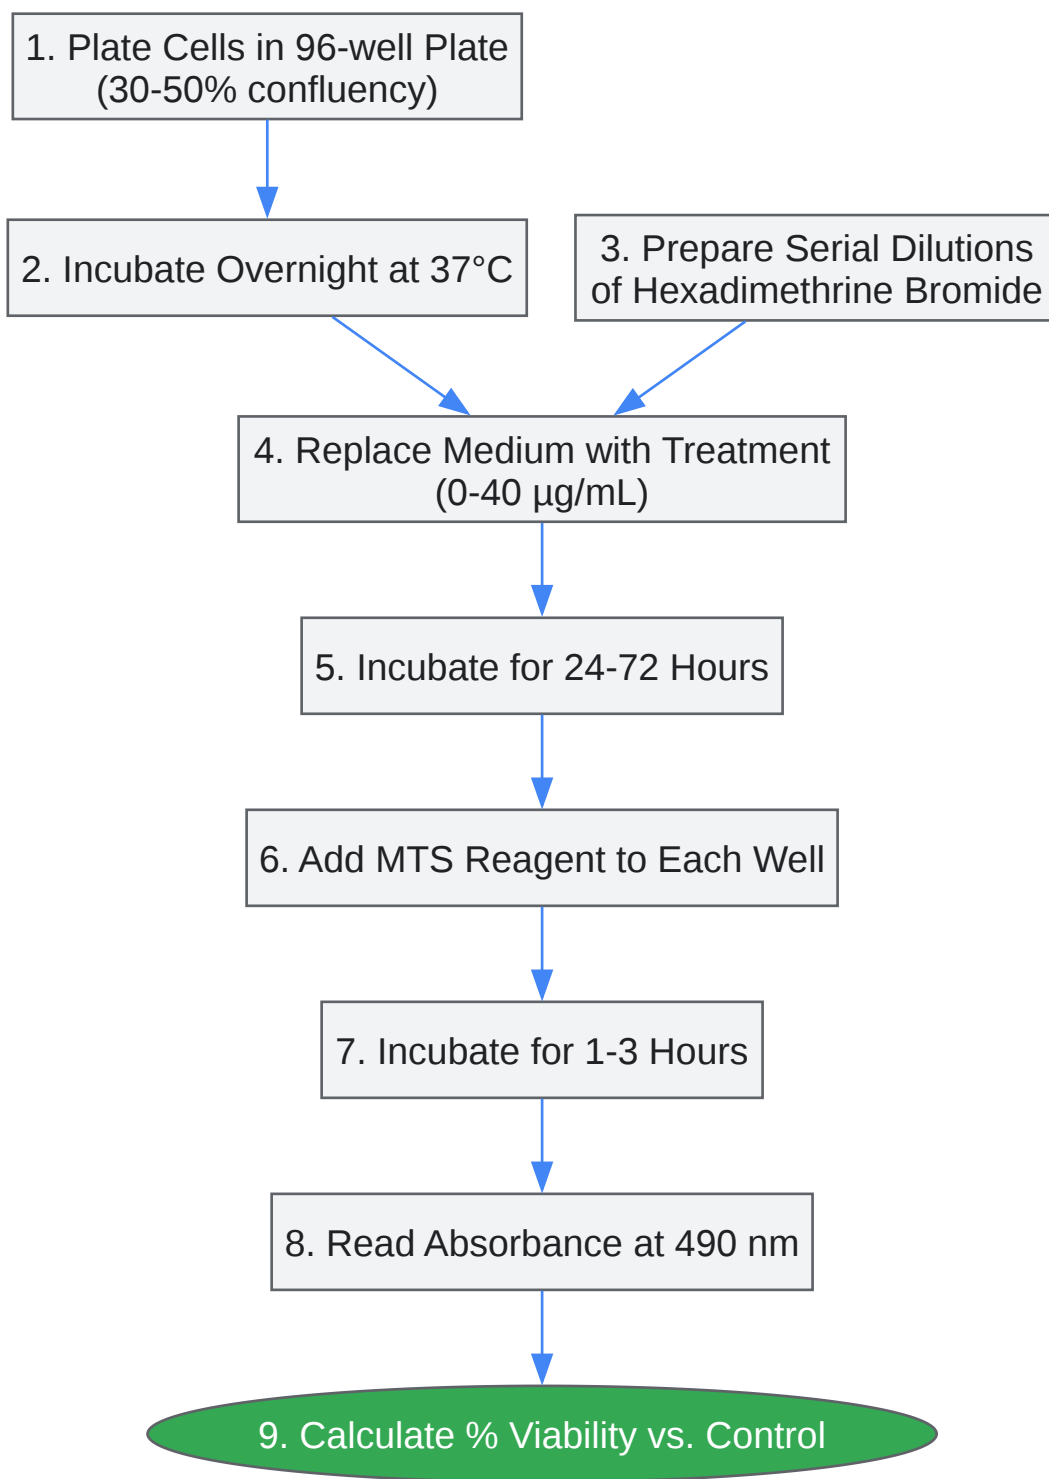 1. Plate Cells in 96-well Plate
(30-50% confluency)
2. Incubate Overnight at 37°C
3. Prepare Serial Dilutions
of Hexadimethrine Bromide
4. Replace Medium with Treatment
(0-40 µg/mL)
5. Incubate for 24-72 Hours
6. Add MTS Reagent to Each Well
7. Incubate for 1-3 Hours
8. Read Absorbance at 490 nm
9. Calculate % Viability vs. Control